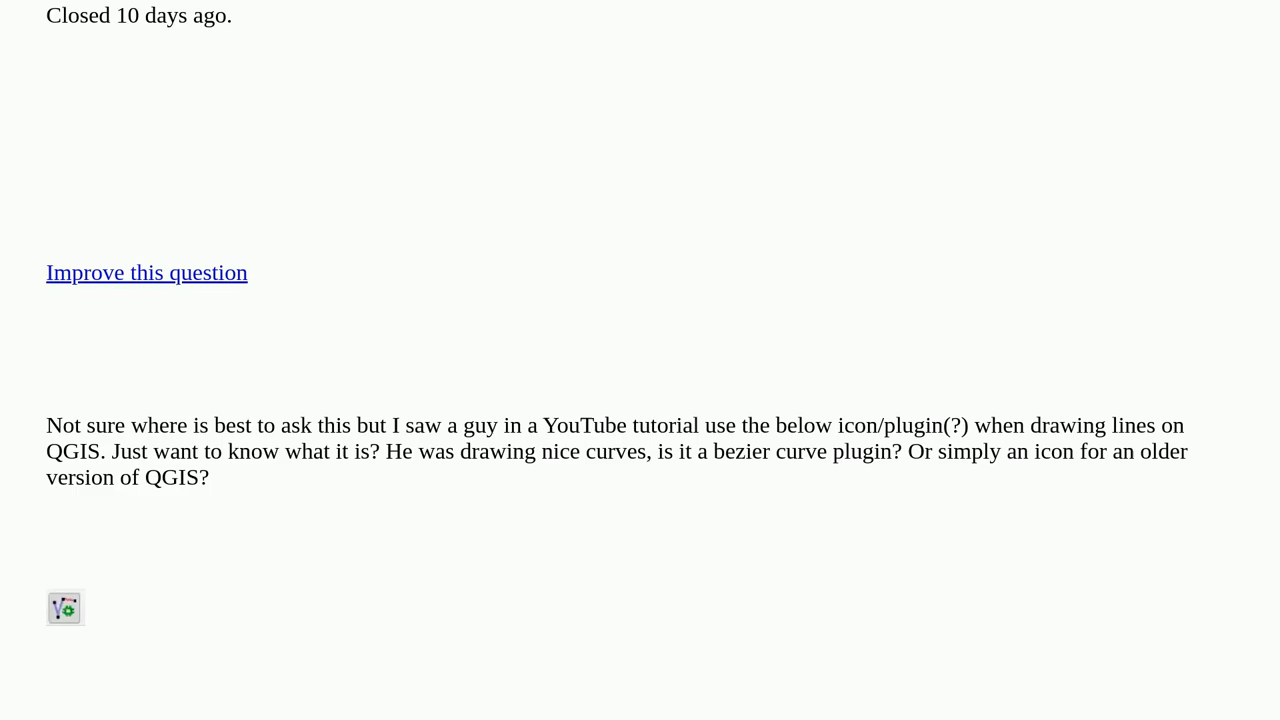 Closed 10 days ago.
Improve this question
Not sure where is best to ask this but I saw a guy in a YouTube tutorial use the below icon/plugin(?) when drawing lines on
QGIS. Just want to know what it is? He was drawing nice curves, is it a bezier curve plugin? Or simply an icon for an older
version of QGIS?